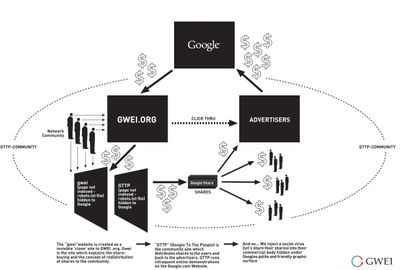 Google
$
GWEI.ORG
CLICK THRU
ADVERTISERS
Network
Community
GTTP-COMMUNITY
GTTP-COMMUNITY
gwei
(page not
indexed -
robots.txt file)
hidden to
Google
GTTP
(page not
indexed -
robots.txt file)
hidden to
Google
Google Share
SHARES
The "gwei" website is created as a
invisible 'clone' site to GWEI .org. Gwei
is the site which explains the share-
buying and the concept of redistribution
of shares to the community.
"GTTP" (Google To The People) is
the community site which
distributes shares to the users and
back to the advertisers. GTTP runs
infrequent online demonstrations
on the Google.com Website.
And so... We inject a social virus
(let's share their shares) into their
commercial body hidden under
Googles polite and trendy graphic
surface
GWEI